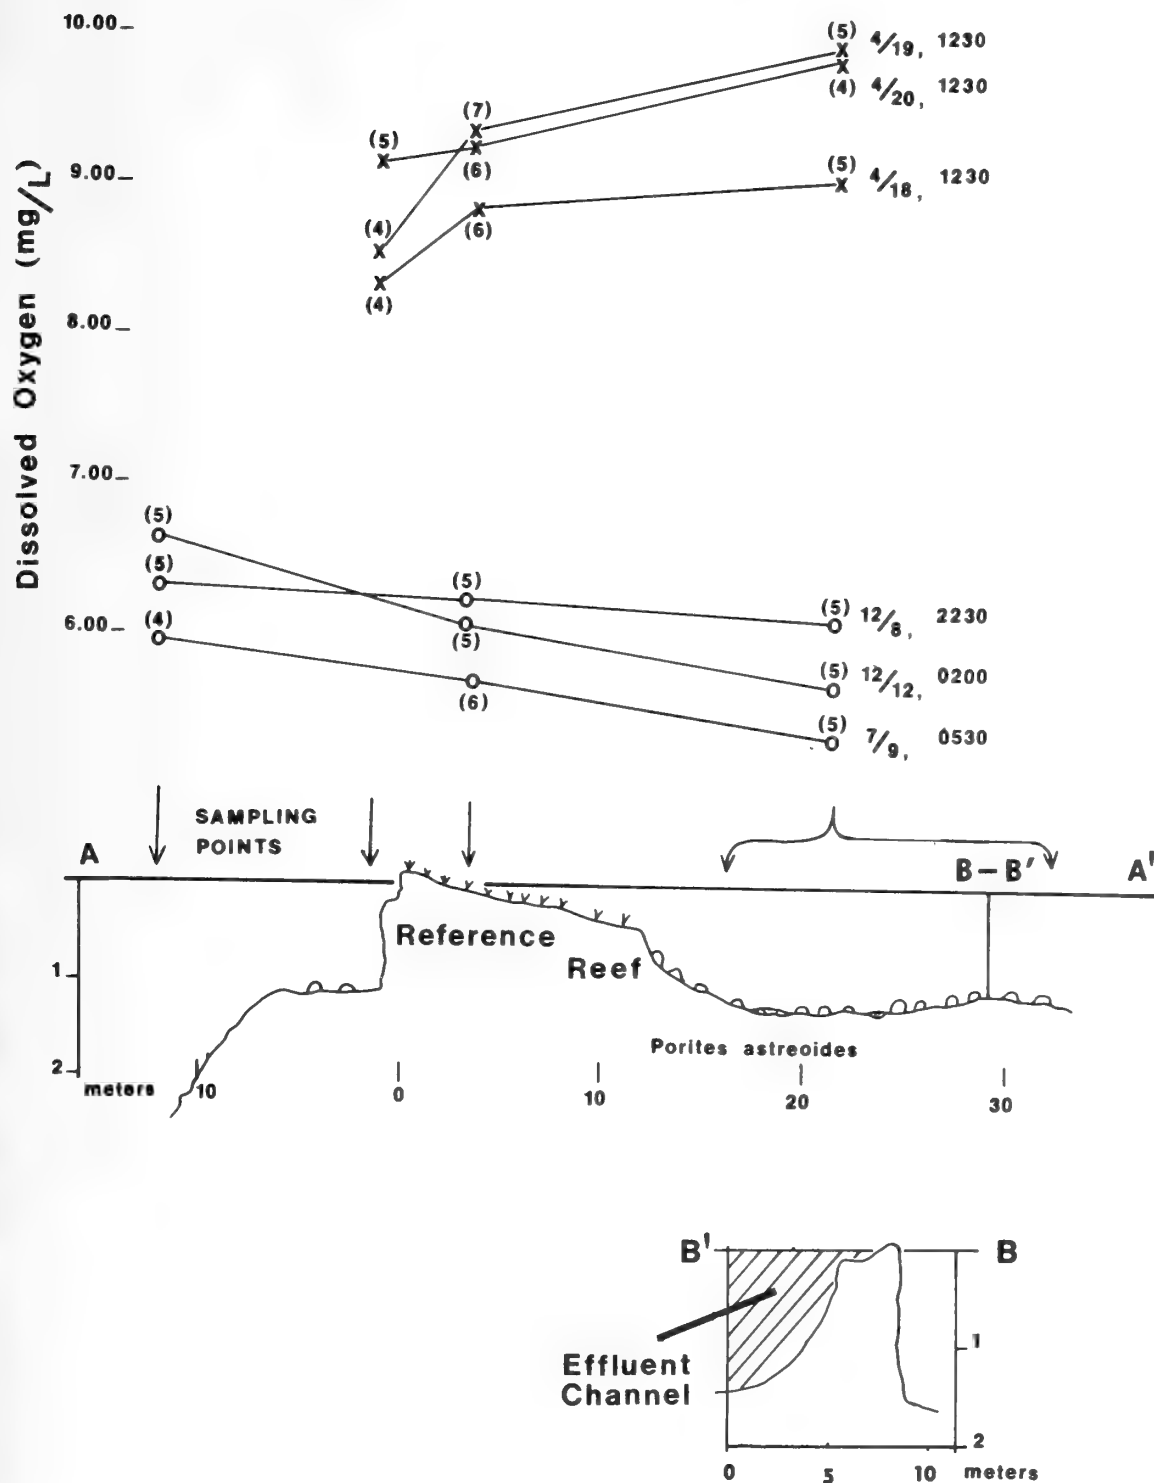 10.00
(5) 4/19, 1230
(7)
(4) 4/20, 1230
(5)
9.00
(6)
(5) 4/18, 1230
(4)
(6)
(4)
8.00
Dissolved Oxygen (mg/L)
7.00
(5)
(5)
(5)
(5) 12/8, 2230
6.00
(4)
(5)
(5) 12/12, 0200
(6)
(5) 7/9, 0530
SAMPLING
POINTS
A
B-B'
A'
Reference
Reef
1
2
Porites astreoides
meters
10
0
10
20
30
B'
B
Effluent
Channel
1
2
0
5
10
meters